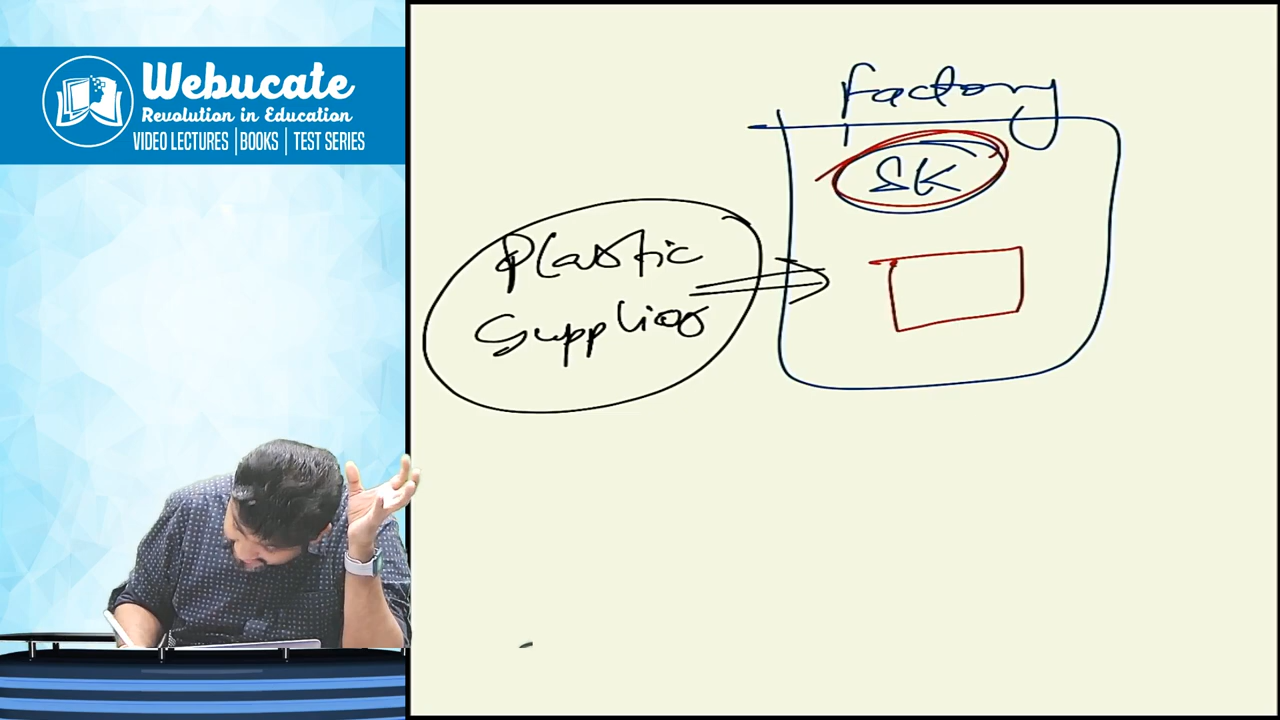 Webucate
Revolution in Education
VIDEO LECTURES | BOOKS | TEST SERIES
Factory
SK
Plastic
Supplier